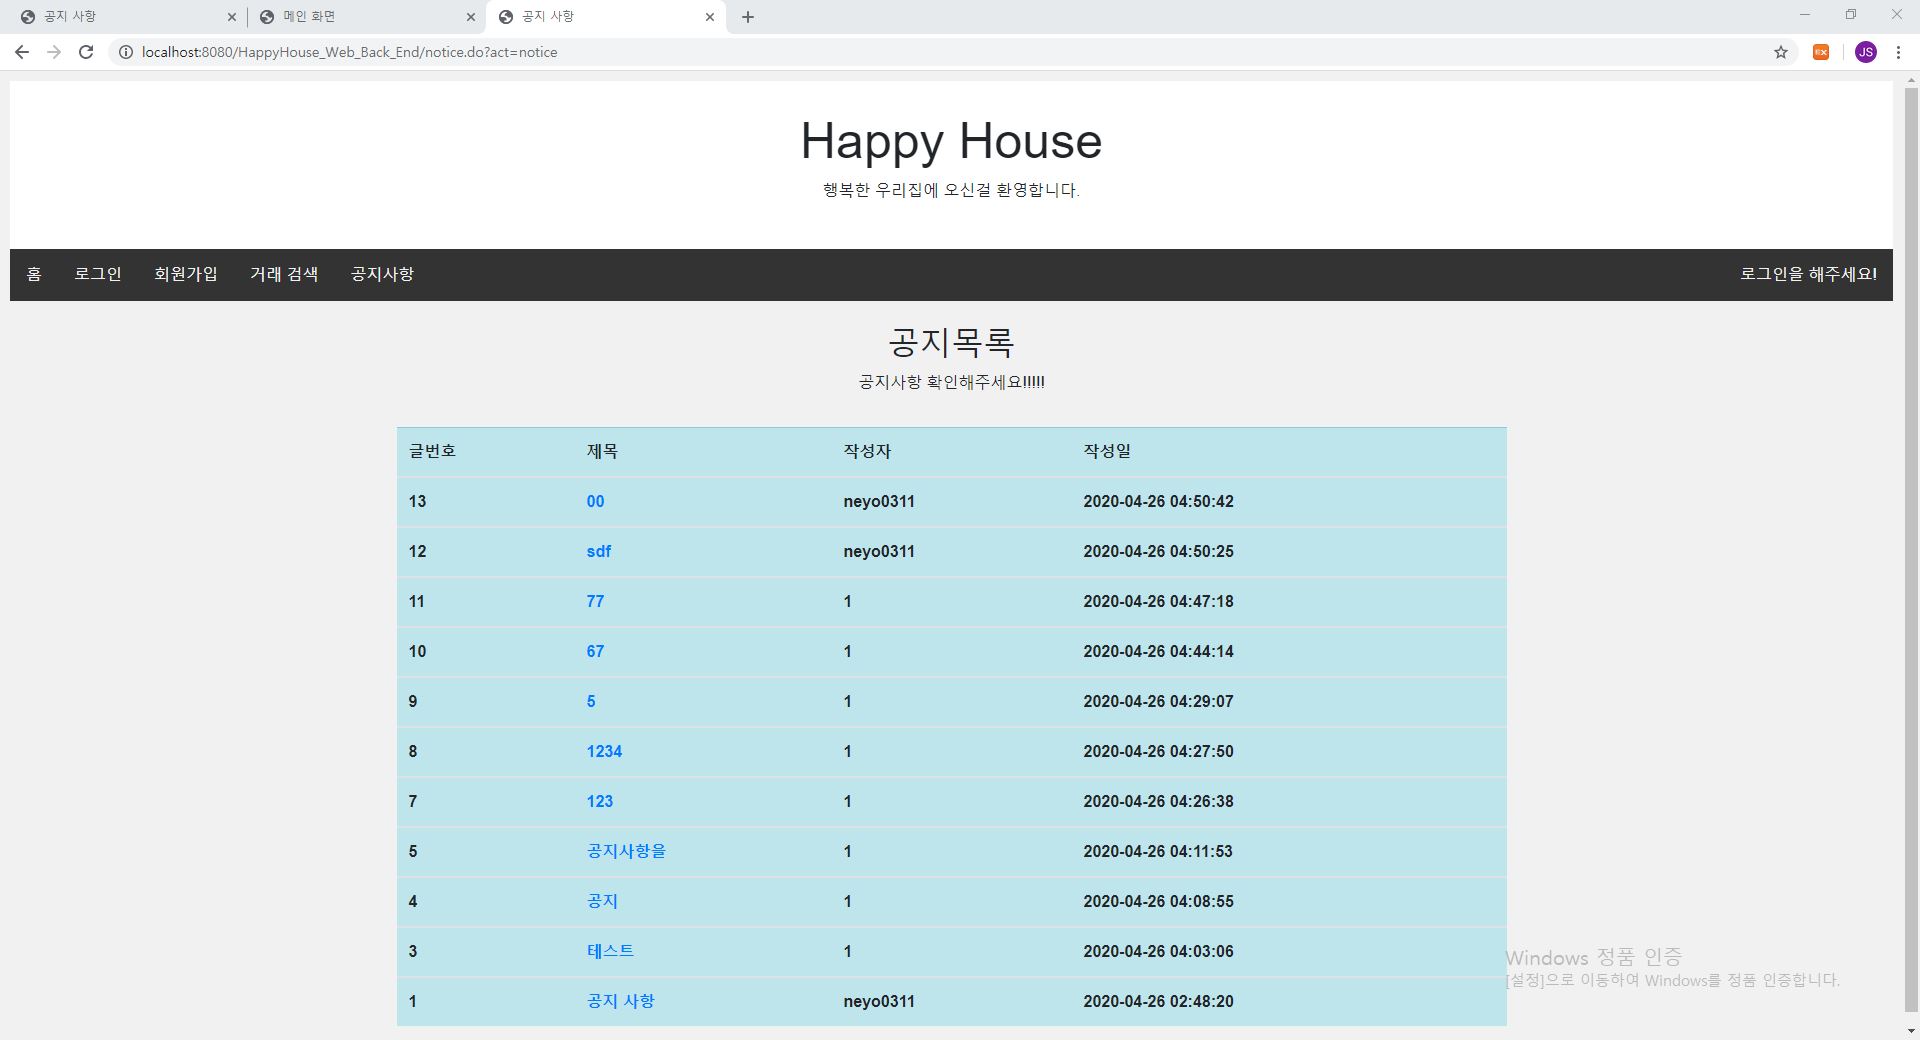 공지 사항
메인 화면
공지 사항
localhost:8080/HappyHouse_Web_Back_End/notice.do?act=notice
JS
Happy House
행복한 우리집에 오신걸 환영합니다.
홈 로그인 회원가입 거래 검색 공지사항 로그인을 해주세요!
공지목록
공지사항 확인해주세요!!!!!
글번호 제목 작성자 작성일
13 00 neyo0311 2020-04-26 04:50:42
12 sdf neyo0311 2020-04-26 04:50:25
11 77 1 2020-04-26 04:47:18
10 67 1 2020-04-26 04:44:14
9 5 1 2020-04-26 04:29:07
8 1234 1 2020-04-26 04:27:50
7 123 1 2020-04-26 04:26:38
5 공지사항을 1 2020-04-26 04:11:53
4 공지 1 2020-04-26 04:08:55
3 테스트 1 2020-04-26 04:03:06
1 공지 사항 neyo0311 2020-04-26 02:48:20
Windows 정품 인증
[설정]으로 이동하여 Windows를 정품 인증합니다.